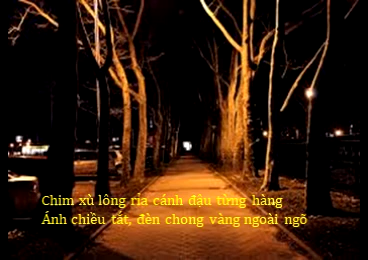 Chim xù lông rỉa cánh đậu từng hàng
Ánh chiều tắt, đèn chong vàng ngoài ngõ